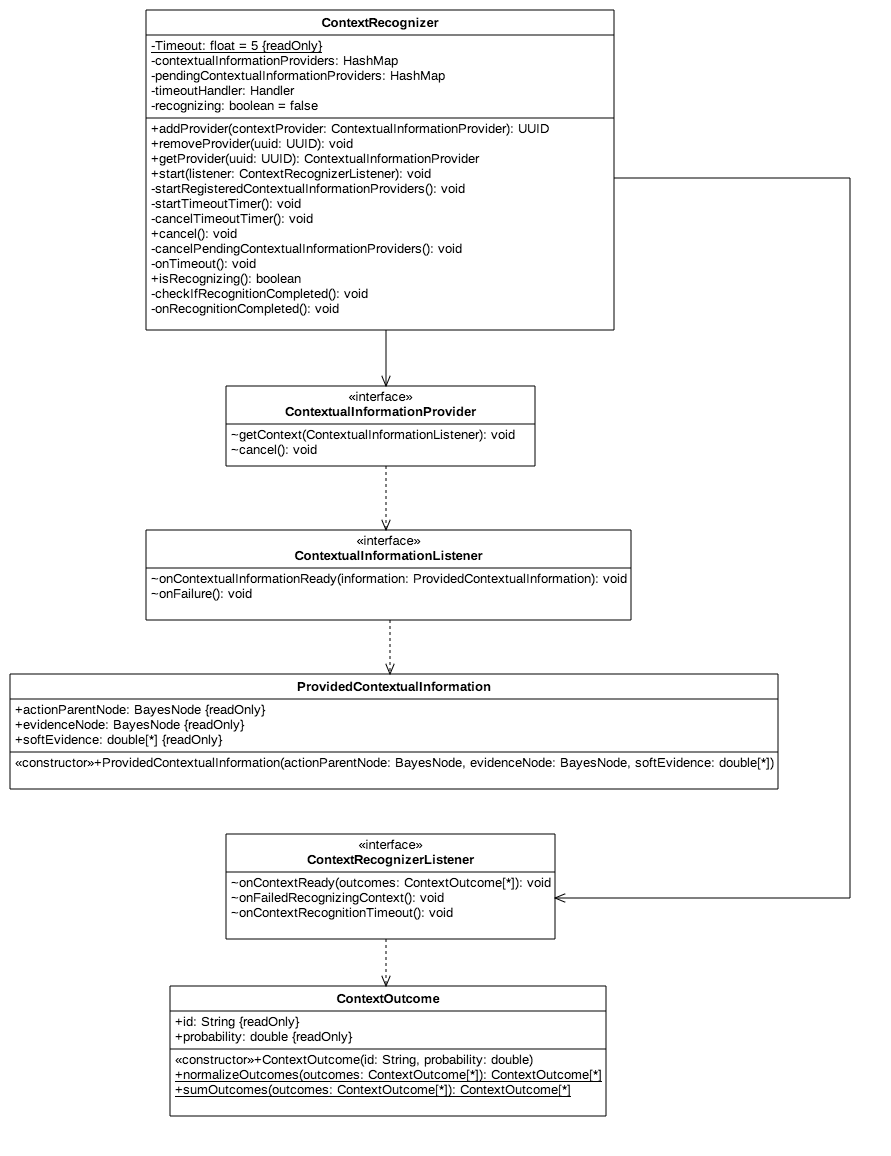 ContextRecognizer
-Timeout: float = 5 {readOnly}
-contextualInformationProviders: HashMap
-pendingContextualInformationProviders: HashMap
-timeoutHandler: Handler
-recognizing: boolean = false
+addProvider(contextProvider: ContextualInformationProvider): UUID
+removeProvider(uuid: UUID): void
+getProvider(uuid: UUID): ContextualInformationProvider
+start(listener: ContextRecognizerListener): void
-startRegisteredContextualInformationProviders(): void
-startTimeoutTimer(): void
-cancelTimeoutTimer(): void
+cancel(): void
-cancelPendingContextualInformationProviders(): void
-onTimeout(): void
+isRecognizing(): boolean
-checkIfRecognitionCompleted(): void
-onRecognitionCompleted(): void
«interface»
ContextualInformationProvider
~getContext(ContextualInformationListener): void
~cancel(): void
«interface»
ContextualInformationListener
~onContextualInformationReady(information: ProvidedContextualInformation): void
~onFailure(): void
ProvidedContextualInformation
+actionParentNode: BayesNode {readOnly}
+evidenceNode: BayesNode {readOnly}
+softEvidence: double[*] {readOnly}
«constructor»+ProvidedContextualInformation(actionParentNode: BayesNode, evidenceNode: BayesNode, softEvidence: double[*])
«interface»
ContextRecognizerListener
~onContextReady(outcomes: ContextOutcome[*]): void
~onFailedRecognizingContext(): void
~onContextRecognitionTimeout(): void
ContextOutcome
+id: String {readOnly}
+probability: double {readOnly}
«constructor»+ContextOutcome(id: String, probability: double)
+normalizeOutcomes(outcomes: ContextOutcome[*]): ContextOutcome[*]
+sumOutcomes(outcomes: ContextOutcome[*]): ContextOutcome[*]